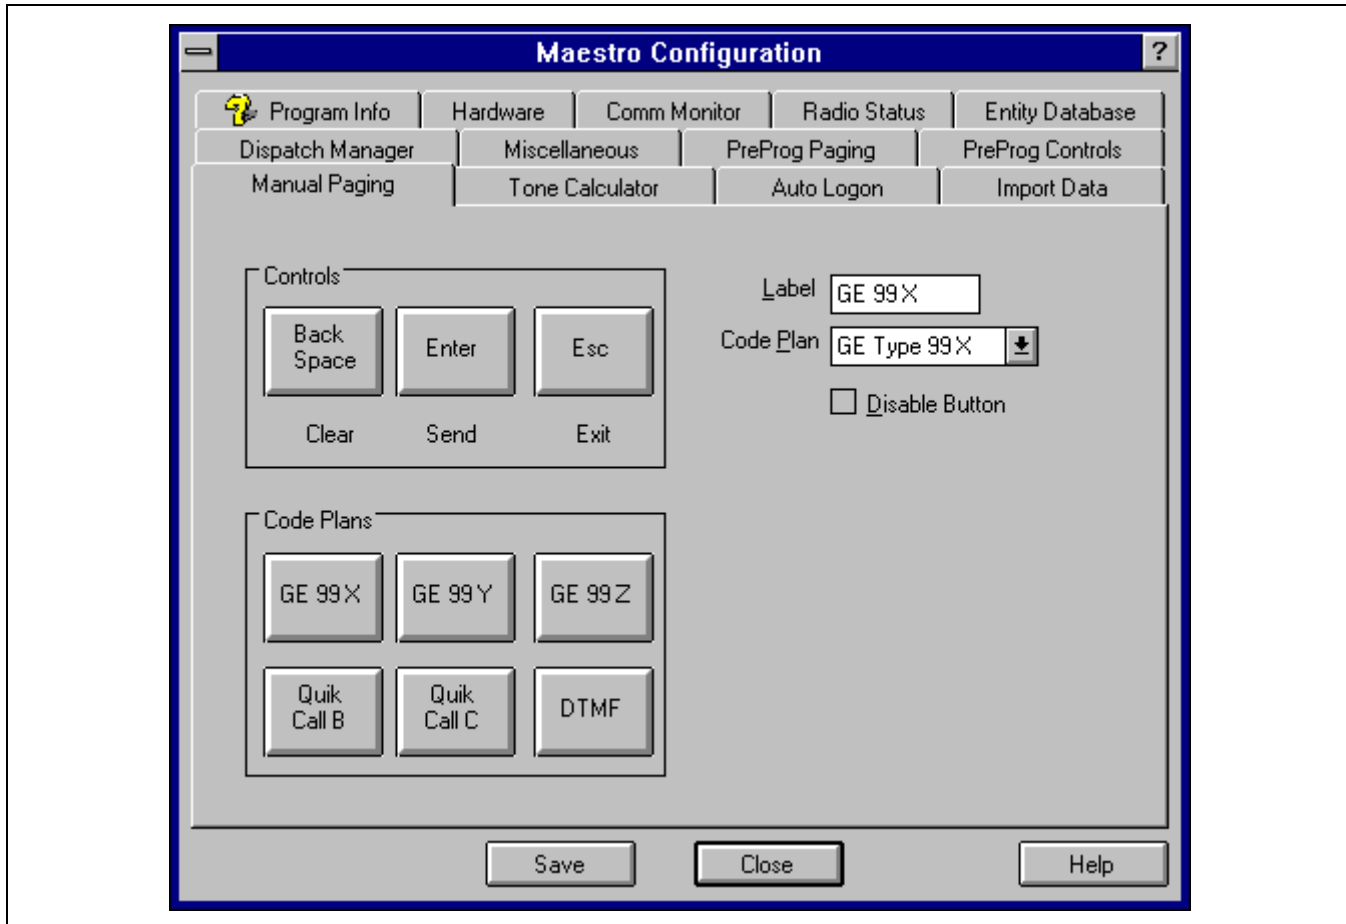 Maestro Configuration ?
Program Info Hardware Comm Monitor Radio Status Entity Database
Dispatch Manager Miscellaneous PreProg Paging PreProg Controls
Manual Paging Tone Calculator Auto Logon Import Data
Controls
Back Space Enter Esc
Clear Send Exit
Label GE 99X
Code Plan GE Type 99X
Disable Button
Code Plans
GE 99X GE 99Y GE 99Z
Quik Call B Quik Call C DTMF
Save Close Help